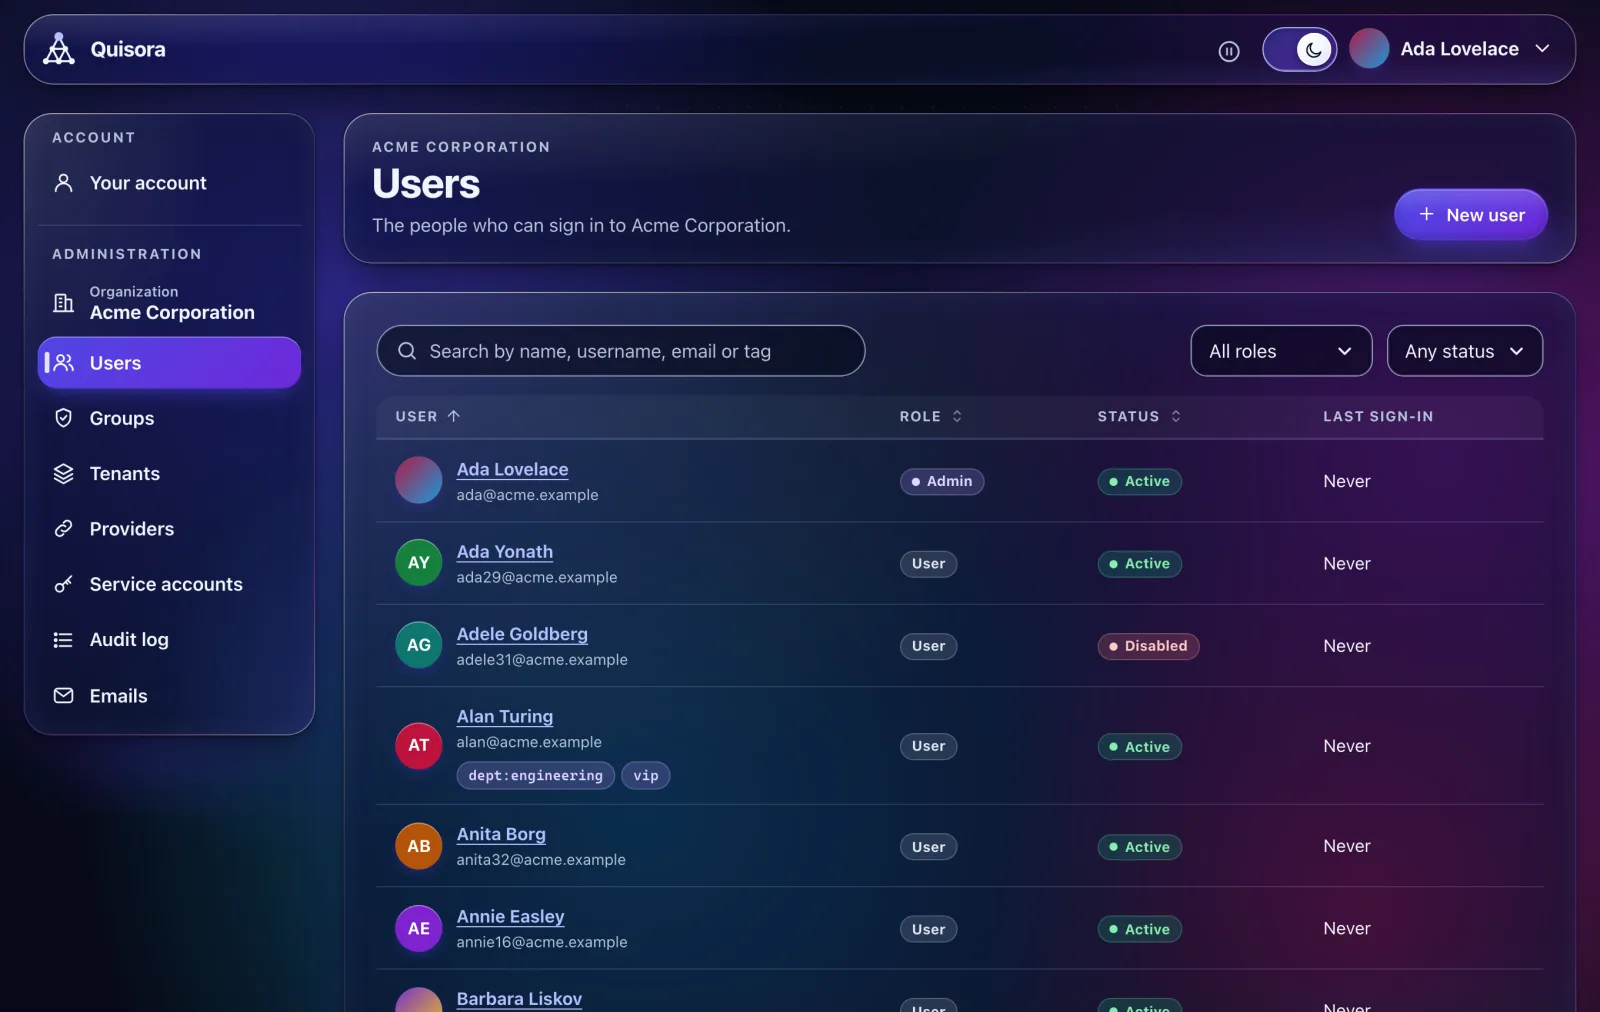 Quisora
Ada Lovelace
ACCOUNT
Your account
ADMINISTRATION
Organization
Acme Corporation
Users
Groups
Tenants
Providers
Service accounts
Audit log
Emails
ACME CORPORATION
Users
The people who can sign in to Acme Corporation.
New user
Search by name, username, email or tag
All roles
Any status
USER ROLE STATUS LAST SIGN-IN
Ada Lovelace
ada@acme.example
Admin Active Never
AY
Ada Yonath
ada29@acme.example
User Active Never
AG
Adele Goldberg
adele31@acme.example
User Disabled Never
AT
Alan Turing
alan@acme.example
dept:engineering vip
User Active Never
AB
Anita Borg
anita32@acme.example
User Active Never
AE
Annie Easley
annie16@acme.example
User Active Never
Barbara Liskov
User Active Never